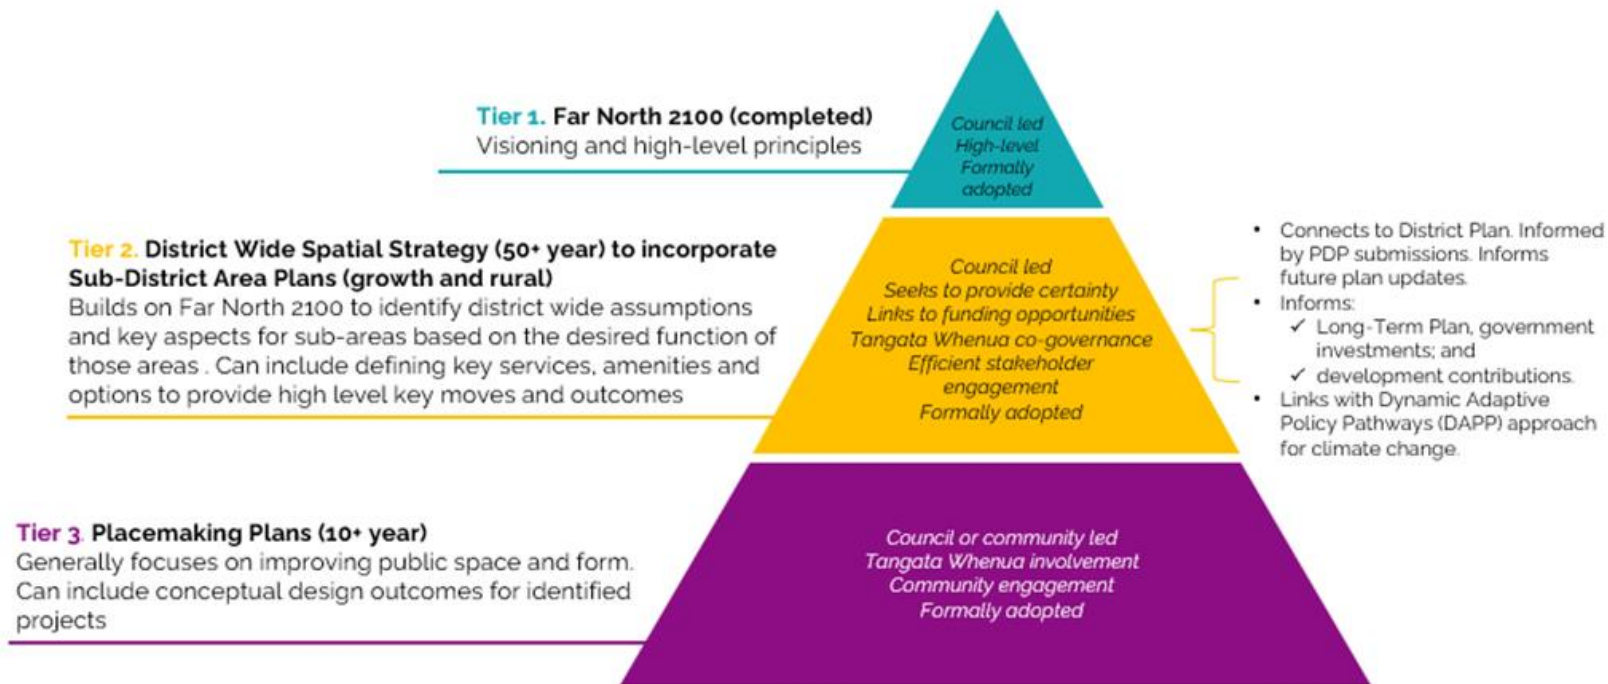 Tier 1. Far North 2100 (completed)
Visioning and high-level principles
Council led
High-level
Formally
adopted
Tier 2. District Wide Spatial Strategy (50+ year) to incorporate
Sub-District Area Plans (growth and rural)
Builds on Far North 2100 to identify district wide assumptions
and key aspects for sub-areas based on the desired function of
those areas . Can include defining key services, amenities and
options to provide high level key moves and outcomes
Council led
Seeks to provide certainty
Links to funding opportunities
Tangata Whenua co-governance
Efficient stakeholder
engagement
Formally adopted
• Connects to District Plan. Informed
by PDP submissions. Informs
future plan updates.
• Informs:
✓ Long-Term Plan, government
investments; and
✓ development contributions.
• Links with Dynamic Adaptive
Policy Pathways (DAPP) approach
for climate change.
Tier 3. Placemaking Plans (10+ year)
Generally focuses on improving public space and form.
Can include conceptual design outcomes for identified
projects
Council or community led
Tangata Whenua involvement
Community engagement
Formally adopted